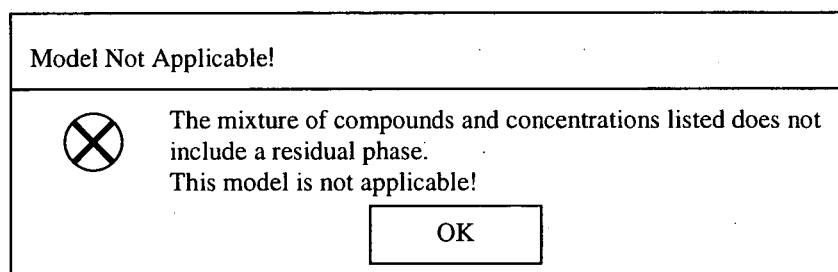 Model Not Applicable!
The mixture of compounds and concentrations listed does not
include a residual phase.
This model is not applicable!
OK